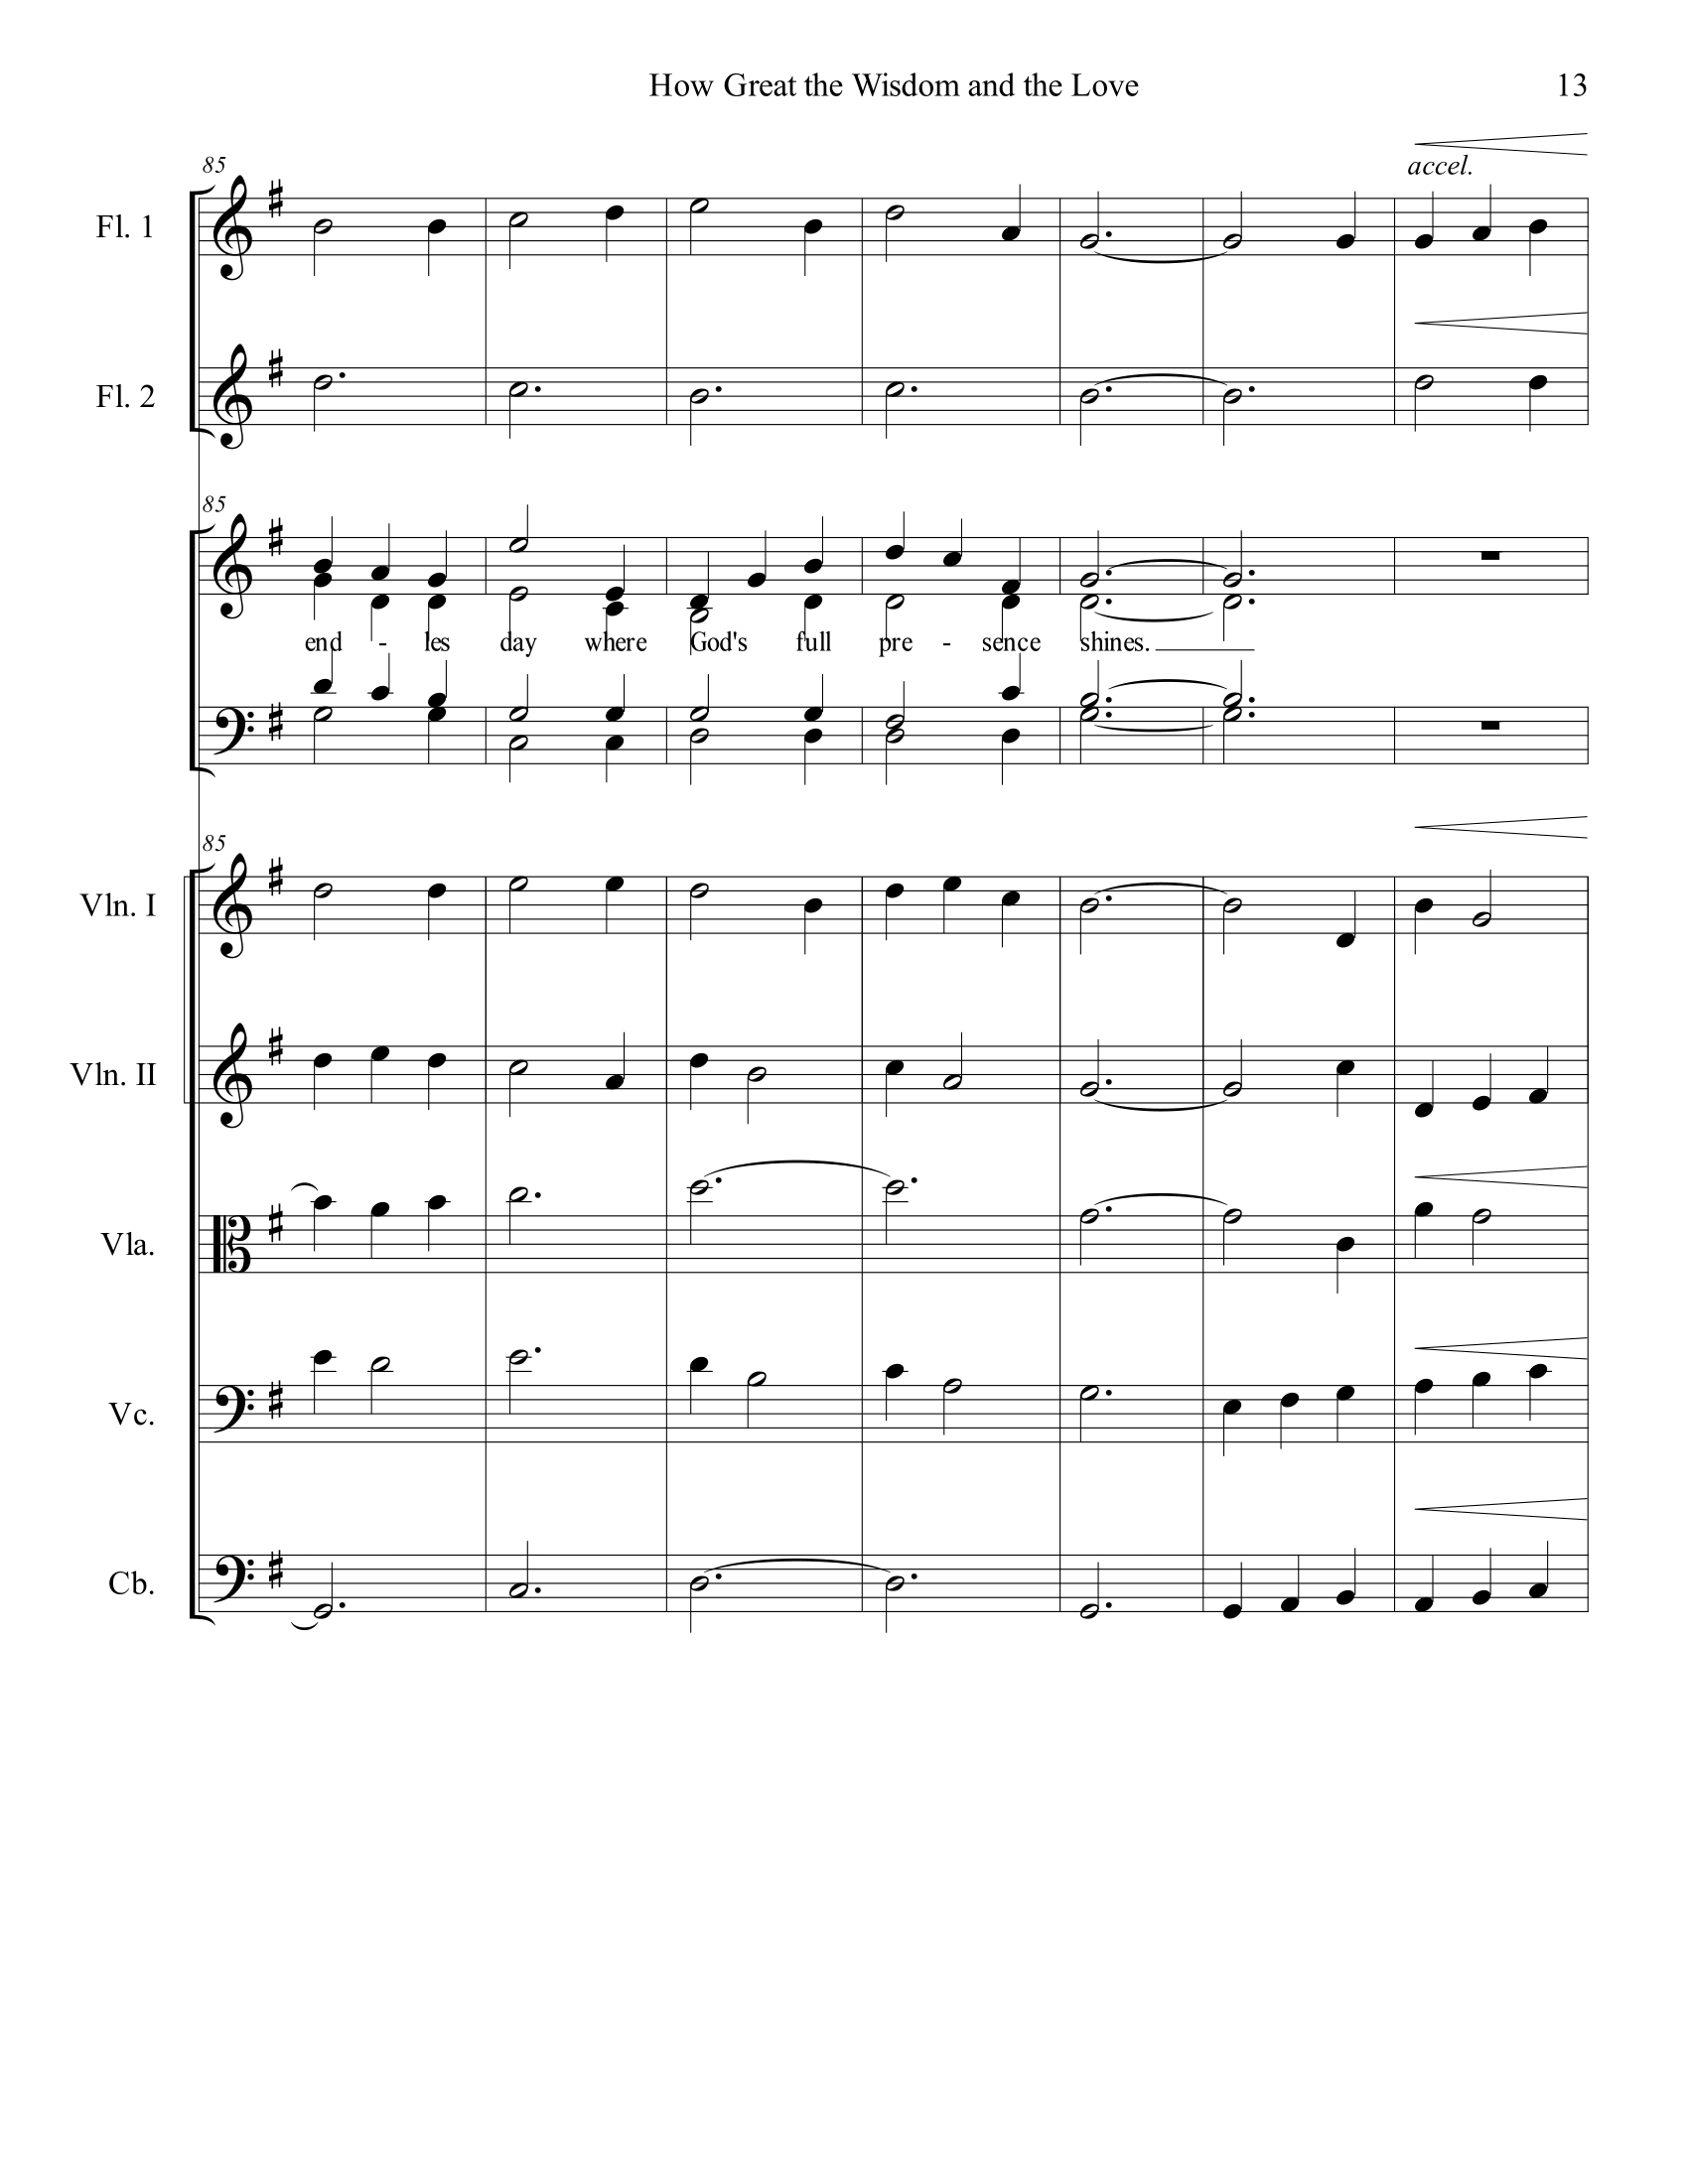 How Great the Wisdom and the Love 13
accel.
85
Fl. 1
Fl. 2
85
end - les day where God's full pre - sence shines.
85
Vln. I
Vln. II
Vla.
Vc.
Cb.